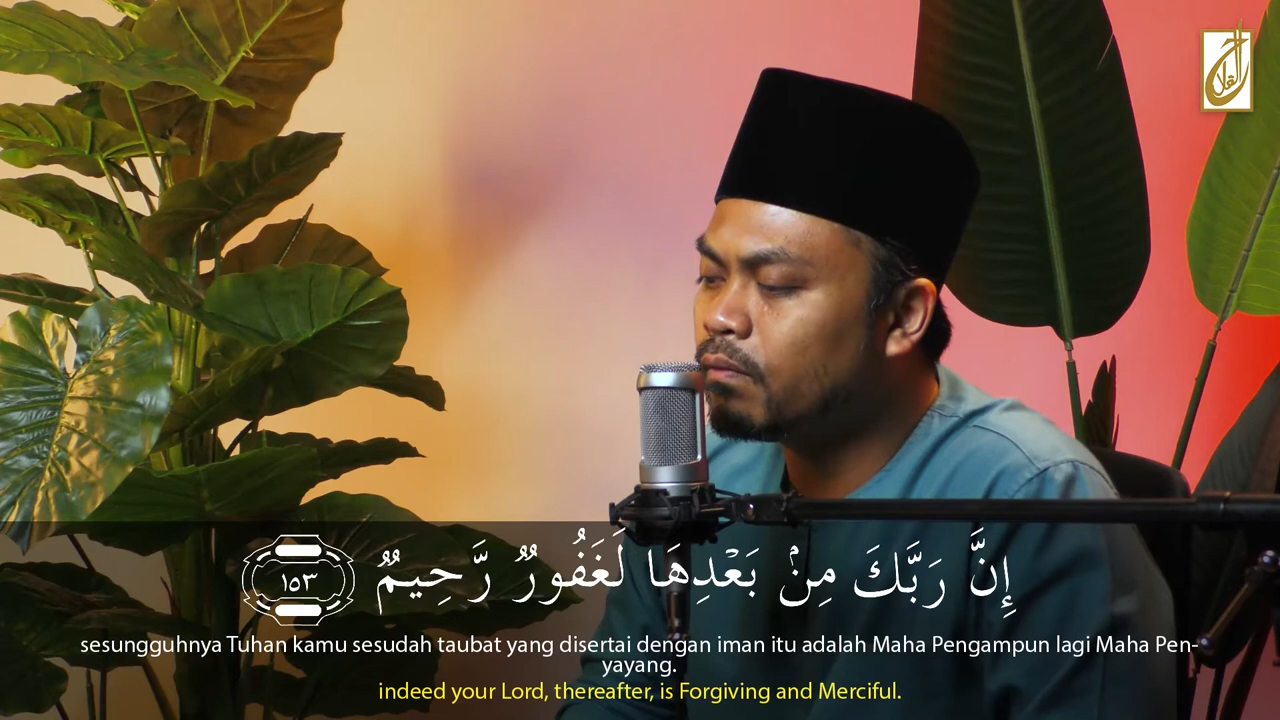 القلا
إِنَّ رَبَّكَ مِنۢ بَعْدِهَا لَغَفُورٌ رَّحِيمٌ ١٥٣
sesungguhnya Tuhan kamu sesudah taubat yang disertai dengan iman itu adalah Maha Pengampun lagi Maha Pen-
yayang.
indeed your Lord, thereafter, is Forgiving and Merciful.